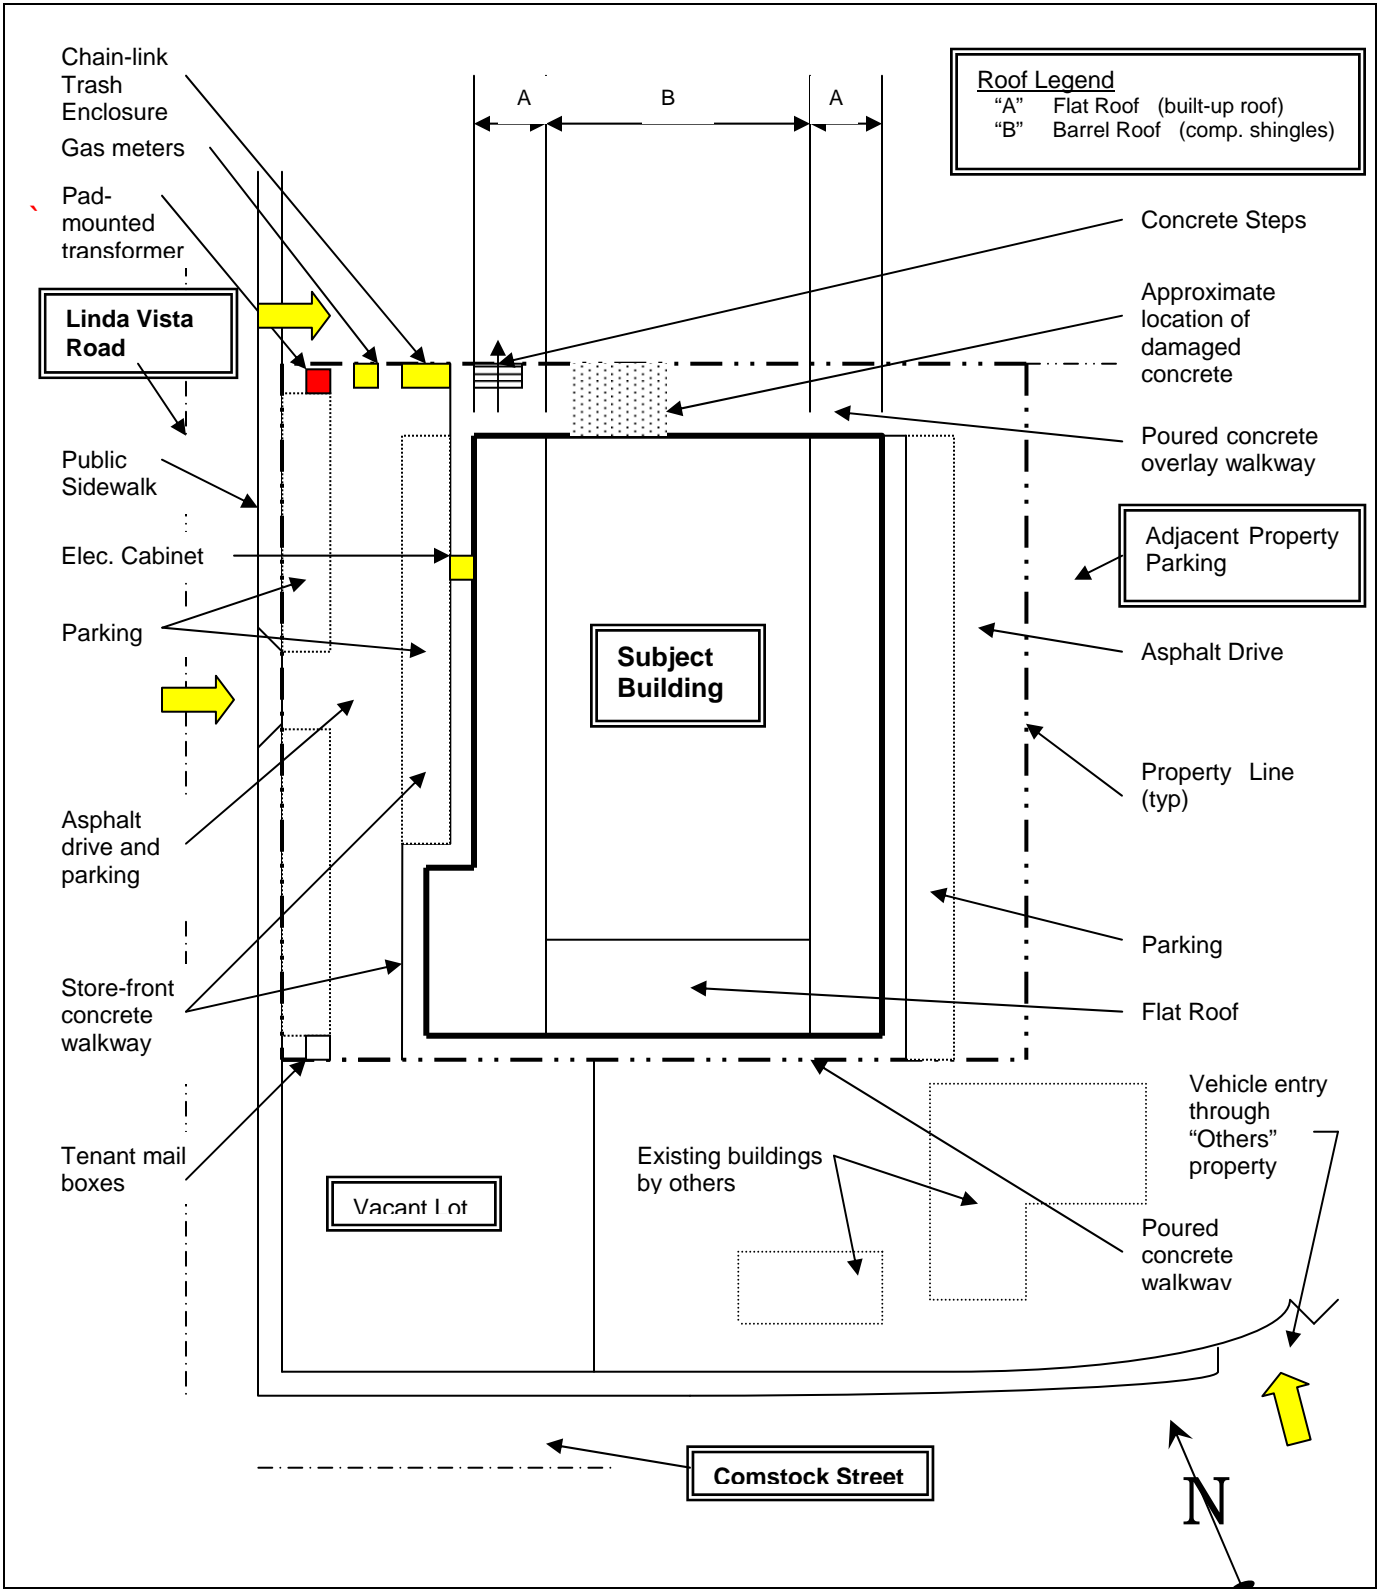 Chain-link
Trash
Enclosure
Gas meters
Pad-
mounted
transformer
A
B
A
Roof Legend
“A” Flat Roof (built-up roof)
“B” Barrel Roof (comp. shingles)
Linda Vista
Road
Concrete Steps
Approximate
location of
damaged
concrete
Public
Sidewalk
Poured concrete
overlay walkway
Elec. Cabinet
Adjacent Property
Parking
Parking
Subject
Building
Asphalt Drive
Property Line
(typ)
Asphalt
drive and
parking
Parking
Store-front
concrete
walkway
Flat Roof
Vehicle entry
through
“Others”
property
Tenant mail
boxes
Existing buildings
by others
Vacant Lot
Poured
concrete
walkway
Comstock Street
N